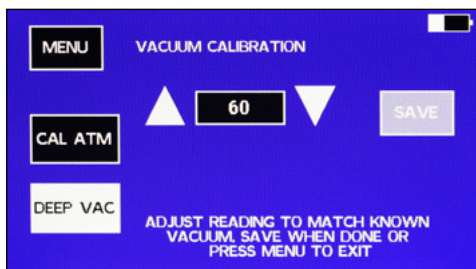 MENU
VACUUM CALIBRATION
60
SAVE
CAL ATM
DEEP VAC
ADJUST READING TO MATCH KNOWN
VACUUM, SAVE WHEN DONE OR
PRESS MENU TO EXIT